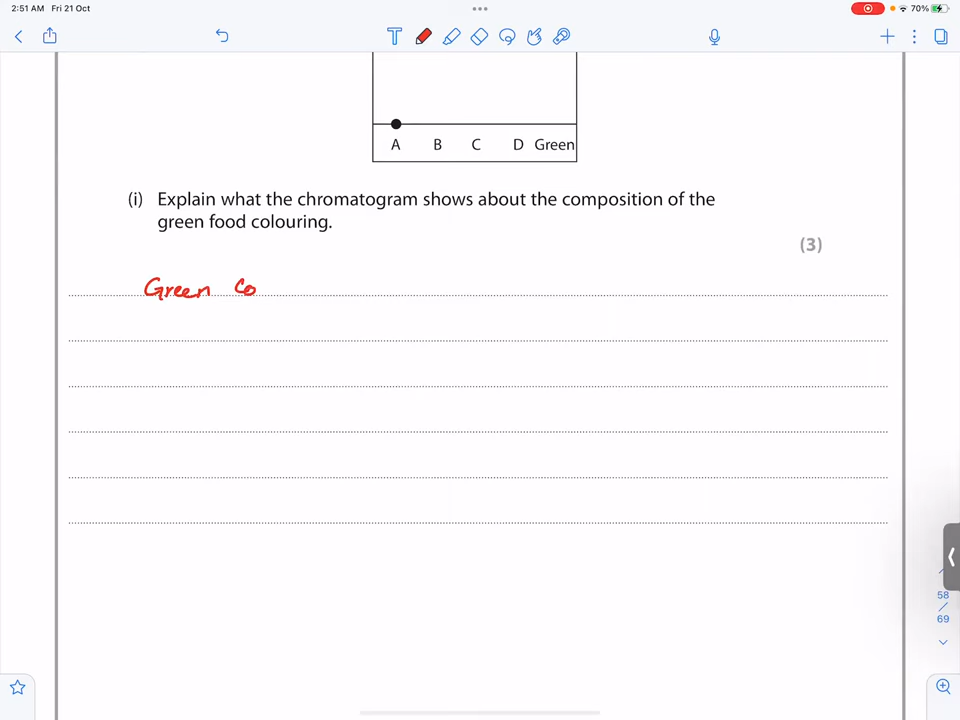 2:51 AM Fri 21 Oct
70%
T
A B C D Green
(i) Explain what the chromatogram shows about the composition of the
green food colouring.
(3)
Green Co
58
/
69